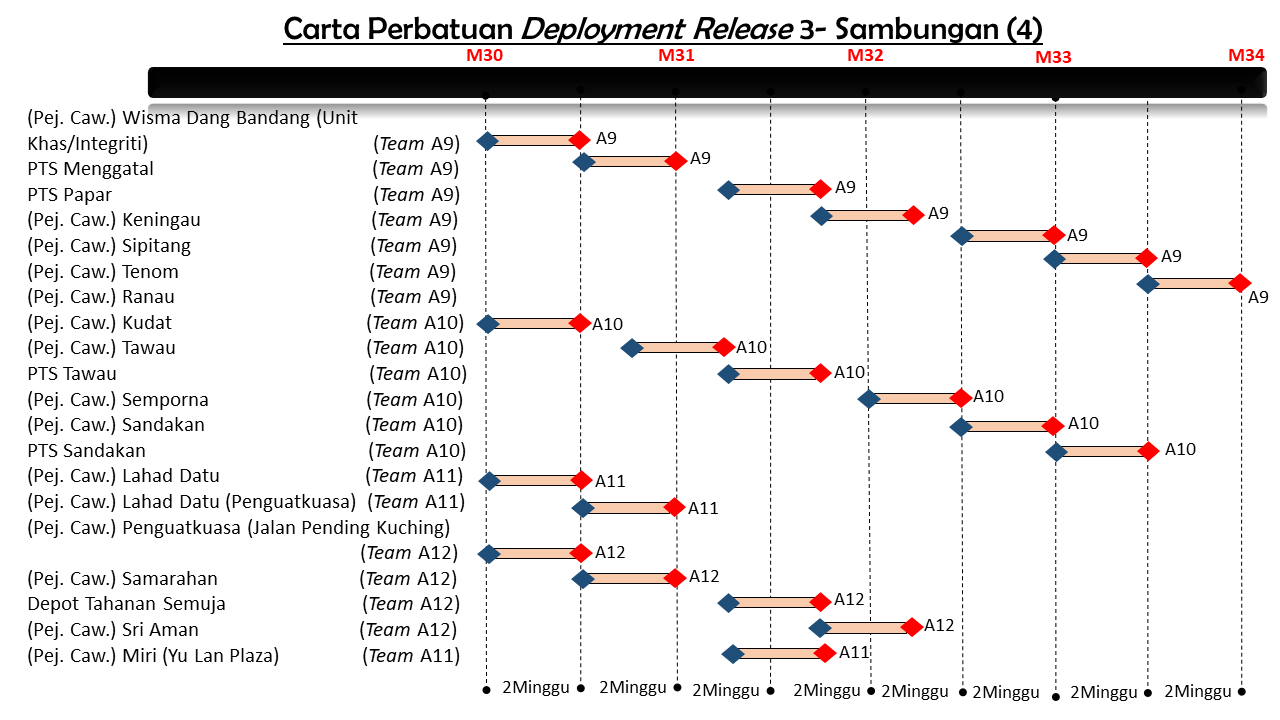 Carta Perbatuan Deployment Release 3- Sambungan (4)
M30 M31 M32 M33 M34
(Pej. Caw.) Wisma Dang Bandang (Unit
Khas/Integriti) (Team A9) A9
PTS Menggatal (Team A9) A9
PTS Papar (Team A9) A9
(Pej. Caw.) Keningau (Team A9) A9
(Pej. Caw.) Sipitang (Team A9) A9
(Pej. Caw.) Tenom (Team A9) A9
(Pej. Caw.) Ranau (Team A9) A9
(Pej. Caw.) Kudat (Team A10) A10
(Pej. Caw.) Tawau (Team A10) A10
PTS Tawau (Team A10) A10
(Pej. Caw.) Semporna (Team A10) A10
(Pej. Caw.) Sandakan (Team A10) A10
PTS Sandakan (Team A10) A10
(Pej. Caw.) Lahad Datu (Team A11) A11
(Pej. Caw.) Lahad Datu (Penguatkuasa) (Team A11) A11
(Pej. Caw.) Penguatkuasa (Jalan Pending Kuching)
(Team A12) A12
(Pej. Caw.) Samarahan (Team A12) A12
Depot Tahanan Semuja (Team A12) A12
(Pej. Caw.) Sri Aman (Team A12) A12
(Pej. Caw.) Miri (Yu Lan Plaza) (Team A11) A11
2Minggu 2Minggu 2Minggu 2Minggu 2Minggu 2Minggu 2Minggu 2Minggu